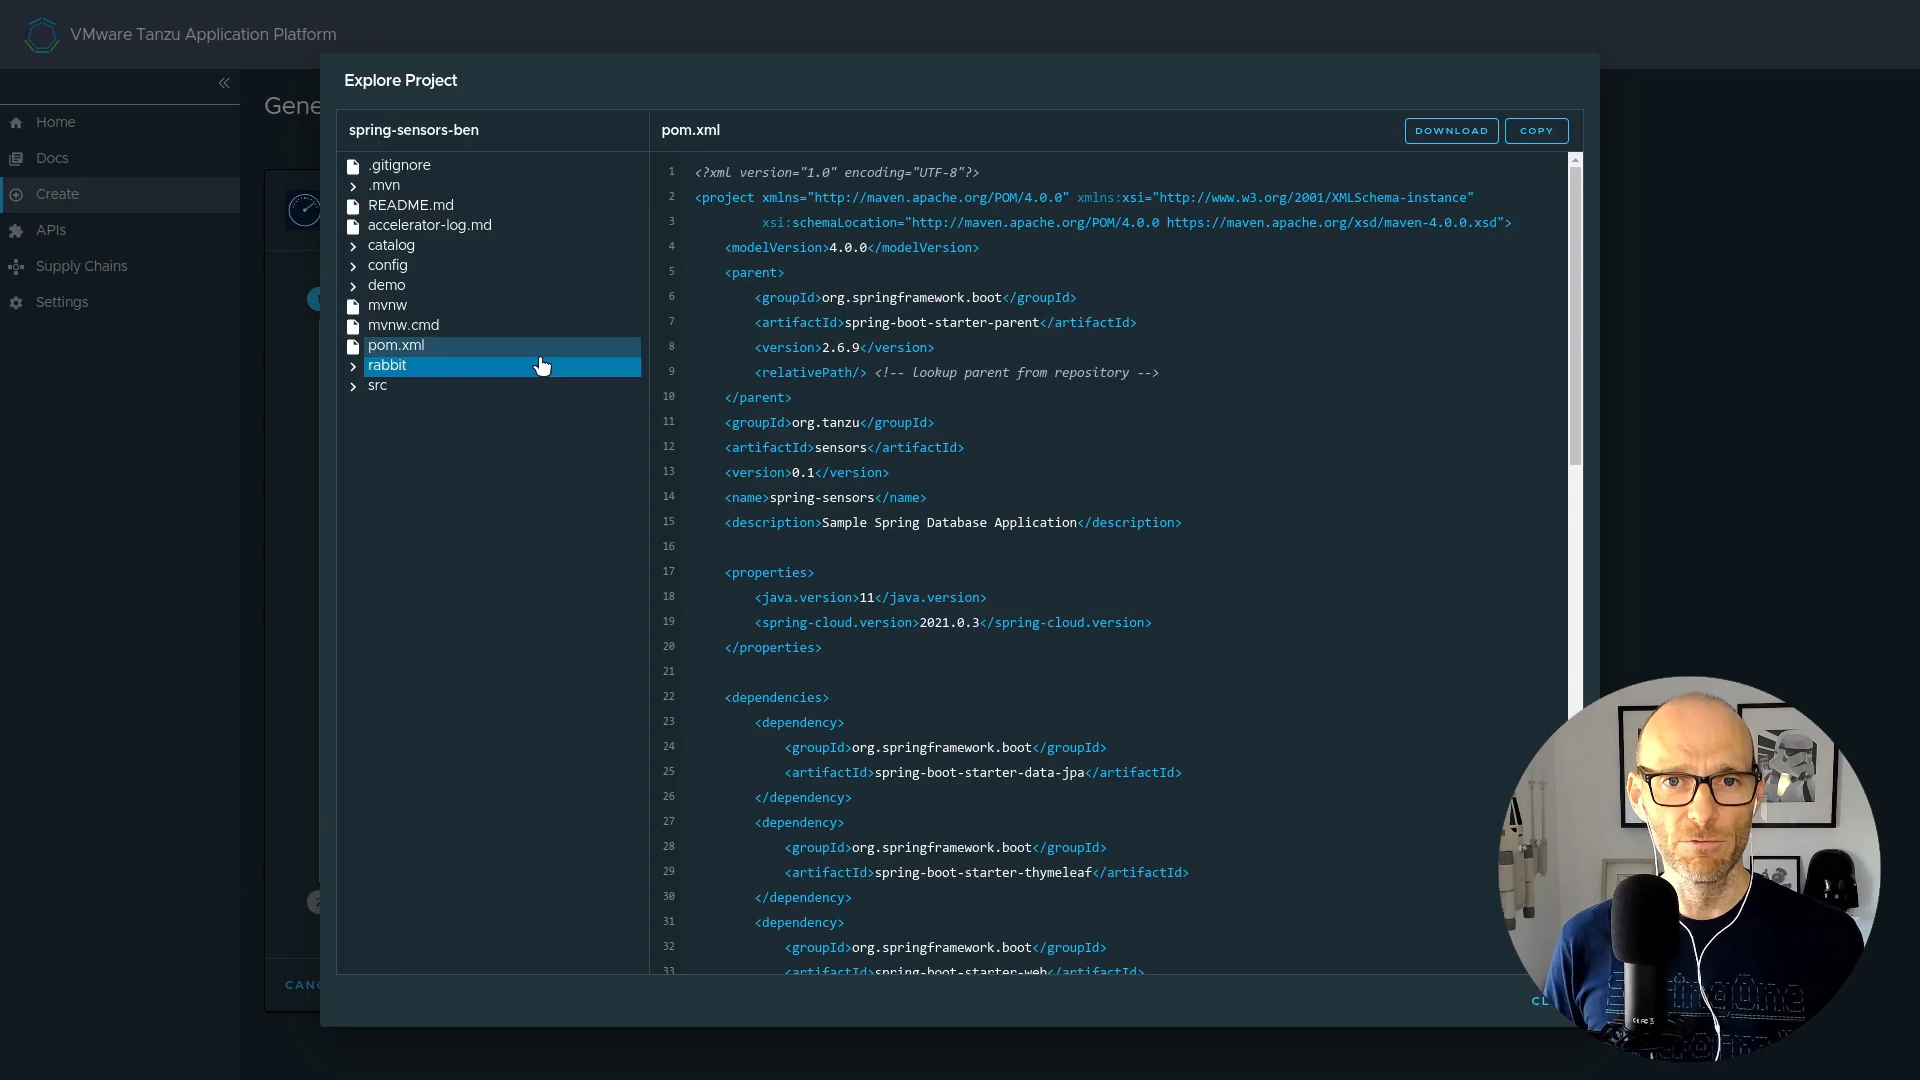 VMware Tanzu Application Platform
Home
Docs
Create
APIs
Supply Chains
Settings
Gene
CANC
Explore Project
spring-sensors-ben
.gitignore
.mvn
README.md
accelerator-log.md
catalog
config
demo
mvnw
mvnw.cmd
pom.xml
rabbit
src
pom.xml
DOWNLOAD
COPY
1 <?xml version="1.0" encoding="UTF-8"?>
2 <project xmlns="http://maven.apache.org/POM/4.0.0" xmlns:xsi="http://www.w3.org/2001/XMLSchema-instance"
3 xsi:schemaLocation="http://maven.apache.org/POM/4.0.0 https://maven.apache.org/xsd/maven-4.0.0.xsd">
4 <modelVersion>4.0.0</modelVersion>
5 <parent>
6 <groupId>org.springframework.boot</groupId>
7 <artifactId>spring-boot-starter-parent</artifactId>
8 <version>2.6.9</version>
9 <relativePath/> <!-- lookup parent from repository -->
10 </parent>
11 <groupId>org.tanzu</groupId>
12 <artifactId>sensors</artifactId>
13 <version>0.1</version>
14 <name>spring-sensors</name>
15 <description>Sample Spring Database Application</description>
16
17 <properties>
18 <java.version>11</java.version>
19 <spring-cloud.version>2021.0.3</spring-cloud.version>
20 </properties>
21
22 <dependencies>
23 <dependency>
24 <groupId>org.springframework.boot</groupId>
25 <artifactId>spring-boot-starter-data-jpa</artifactId>
26 </dependency>
27 <dependency>
28 <groupId>org.springframework.boot</groupId>
29 <artifactId>spring-boot-starter-thymeleaf</artifactId>
30 </dependency>
31 <dependency>
32 <groupId>org.springframework.boot</groupId>
33 <artifactId>spring-boot-starter-web</artifactId>
CL